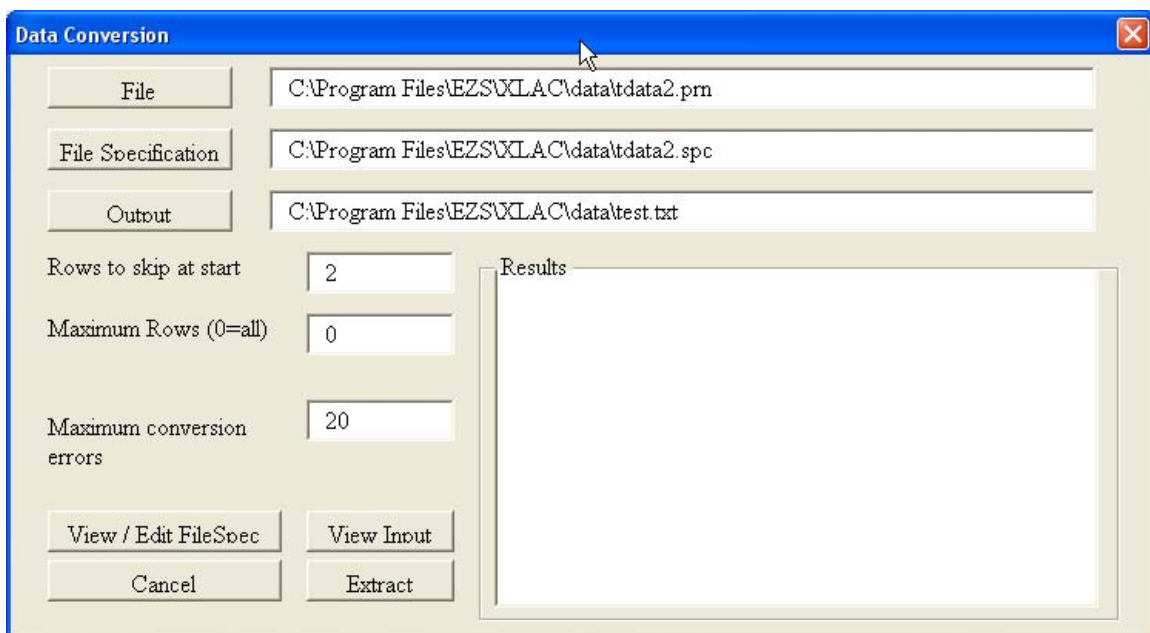 Data Conversion
File
C:\Program Files\EZS\XLAC\data\tdata2.prn
File Specification
C:\Program Files\EZS\XLAC\data\tdata2.spc
Output
C:\Program Files\EZS\XLAC\data\test.txt
Rows to skip at start
2
Results
Maximum Rows (0=all)
0
Maximum conversion
errors
20
View / Edit FileSpec
View Input
Cancel
Extract